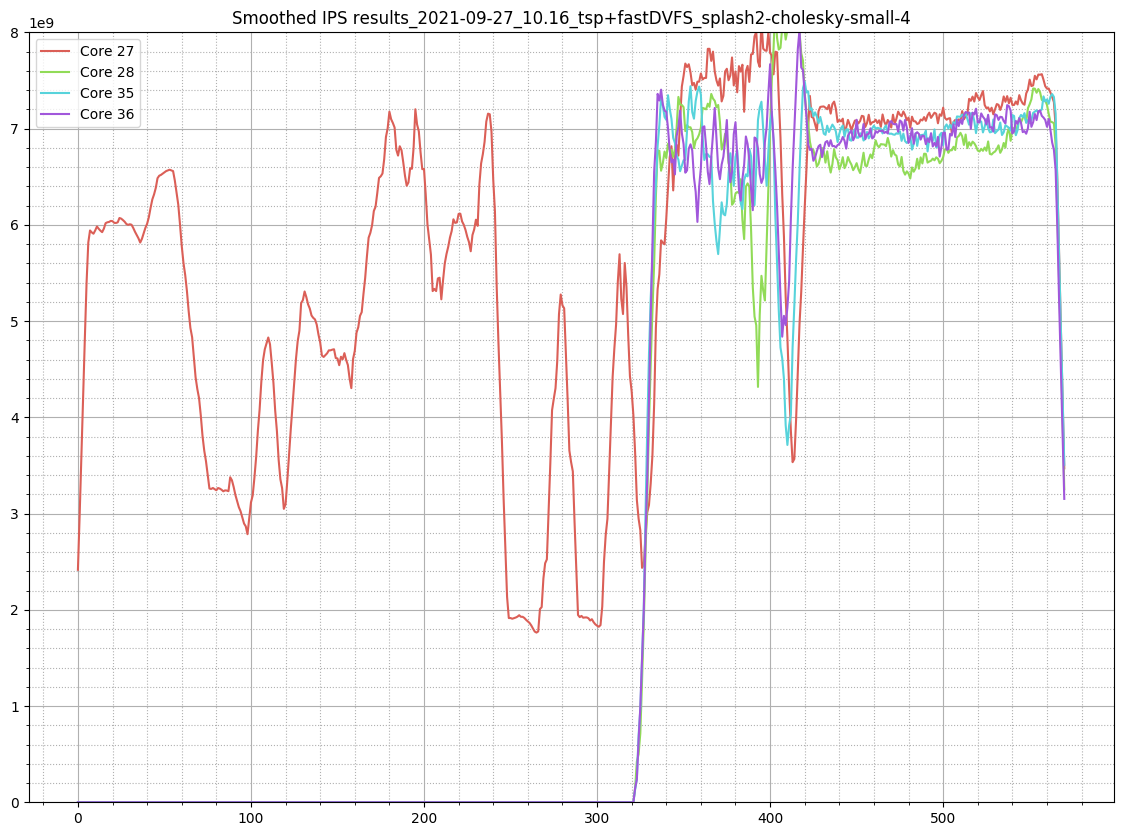 Smoothed IPS results_2021-09-27_10.16_tsp+fastDVFS_splash2-cholesky-small-4
1e9
8
7
6
5
4
3
2
1
0
Core 27
Core 28
Core 35
Core 36
0 100 200 300 400 500